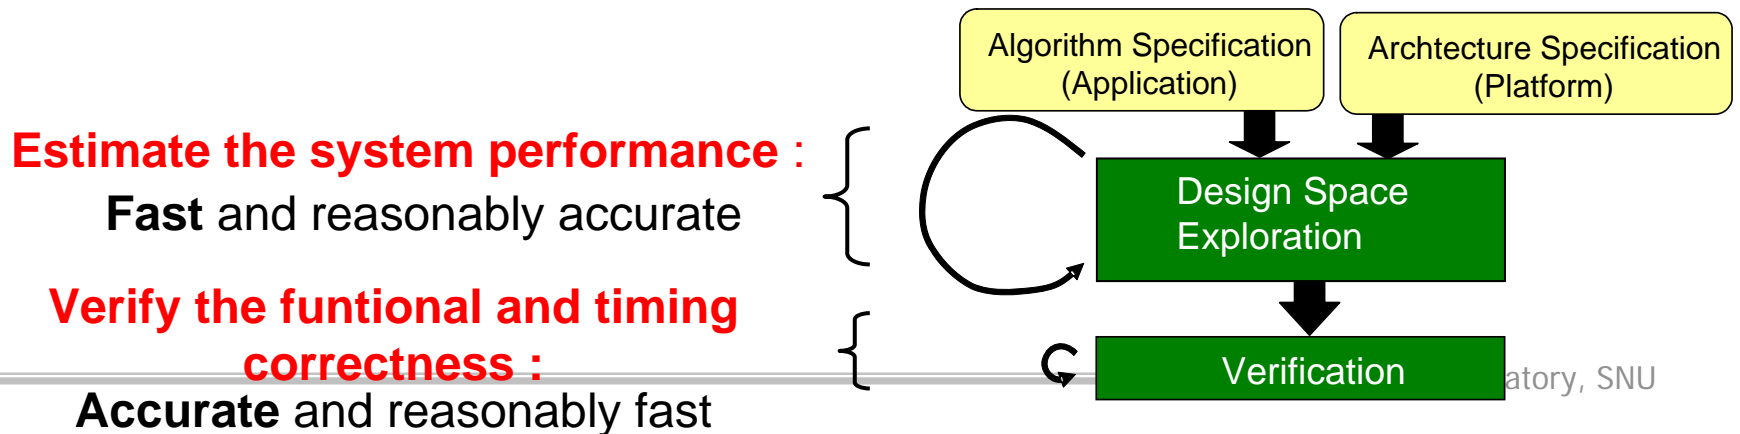 Algorithm Specification
(Application)
Archtecture Specification
(Platform)
Estimate the system performance :
Fast and reasonably accurate
Design Space
Exploration
Verify the funtional and timing
correctness :
Accurate and reasonably fast
Verification
atory, SNU